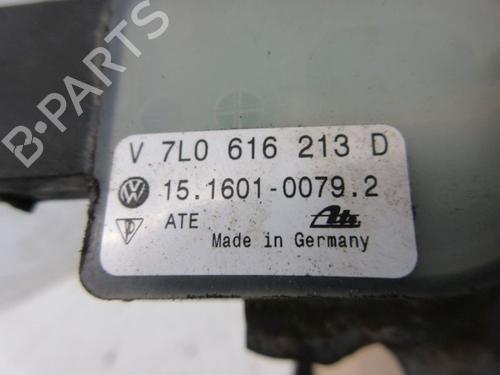 V 7L0 616 213 D
15.1601-0079.2
ATE Ate
Made in Germany
B-PARTS